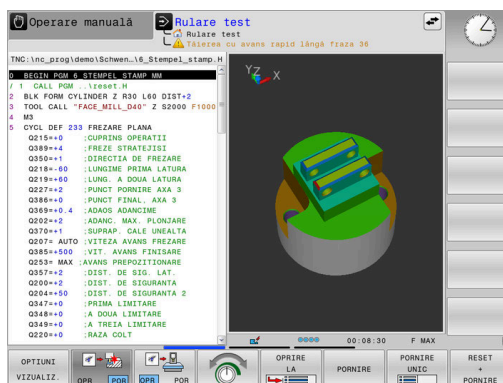 Operare manuală
Rulare test
Rulare test
Tăierea cu avans rapid lângă fraza 36
TNC:\nc_prog\demo\Schwen…\6_Stempel_stamp.H
0 BEGIN PGM 6_STEMPEL_STAMP MM
/ 1 CALL PGM ..\reset.H
2 BLK FORM CYLINDER Z R30 L60 DIST+2
3 TOOL CALL "FACE_MILL_D40" Z S2000 F1000
4 M3
5 CYCL DEF 233 FREZARE PLANA
Q215=+0 ;CUPRINS OPERATII
Q389=+4 ;FREZE STRATEJISI
Q350=+1 ;DIRECTIA DE FREZARE
Q218=-60 ;LUNGIME PRIMA LATURA
Q219=+60 ;LUNG. A DOUA LATURA
Q227=+2 ;PUNCT PORNIRE AXA 3
Q386=+0 ;PUNCT FINAL. AXA 3
Q369=+0.4 ;ADAOS ADANCIME
Q202=+2 ;ADANC. MAX. PLONJARE
Q370=+1 ;SUPRAP. CALE UNEALTA
Q207= AUTO ;VITEZA AVANS FREZARE
Q385=+500 ;VIT. AVANS FINISARE
Q253= MAX ;AVANS PREPOZITIONARE
Q357=+2 ;DIST. DE SIG. LAT.
Q200=+2 ;DIST. DE SIGURANTA
Q204=+50 ;DIST. DE SIGURANTA 2
Q347=+0 ;PRIMA LIMITARE
Q348=+0 ;A DOUA LIMITARE
Q349=+0 ;A TREIA LIMITARE
Q220=+0 ;RAZA COLT
Y Z X
00:08:30 F MAX
OPTIUNI
VIZUALIZ.
OPR POR
OPR POR
OPRIRE
LA
PORNIRE
PORNIRE
UNIC
RESET
+
PORNIRE